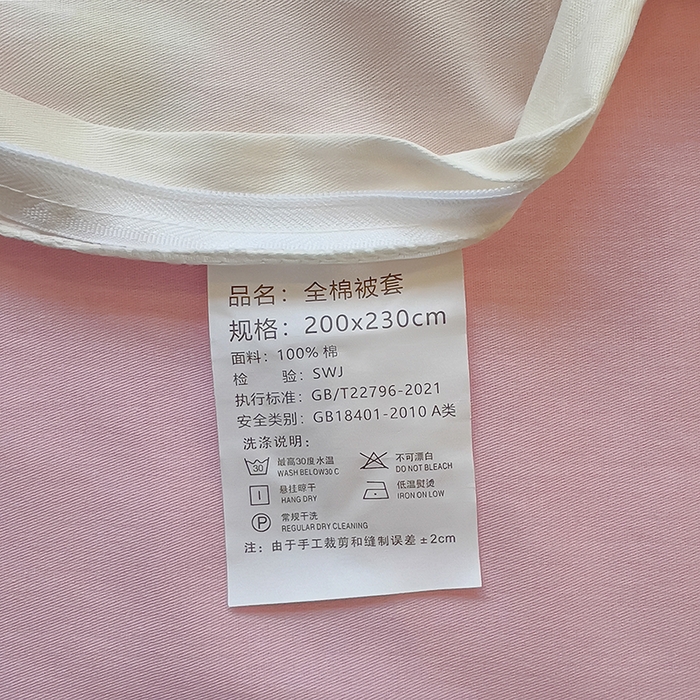 品名：全棉被套
规格：200x230cm
面料：100% 棉
检 验：SWJ
执行标准：GB/T22796-2021
安全类别：GB18401-2010 A类
洗涤说明：
30 最高30度水温 不可漂白
WASH BELOW30 C DO NOT BLEACH
悬挂晾干 低温熨烫
HANG DRY IRON ON LOW
P 常规干洗
REGULAR DRY CLEANING
注：由于手工裁剪和缝制误差 ±2cm